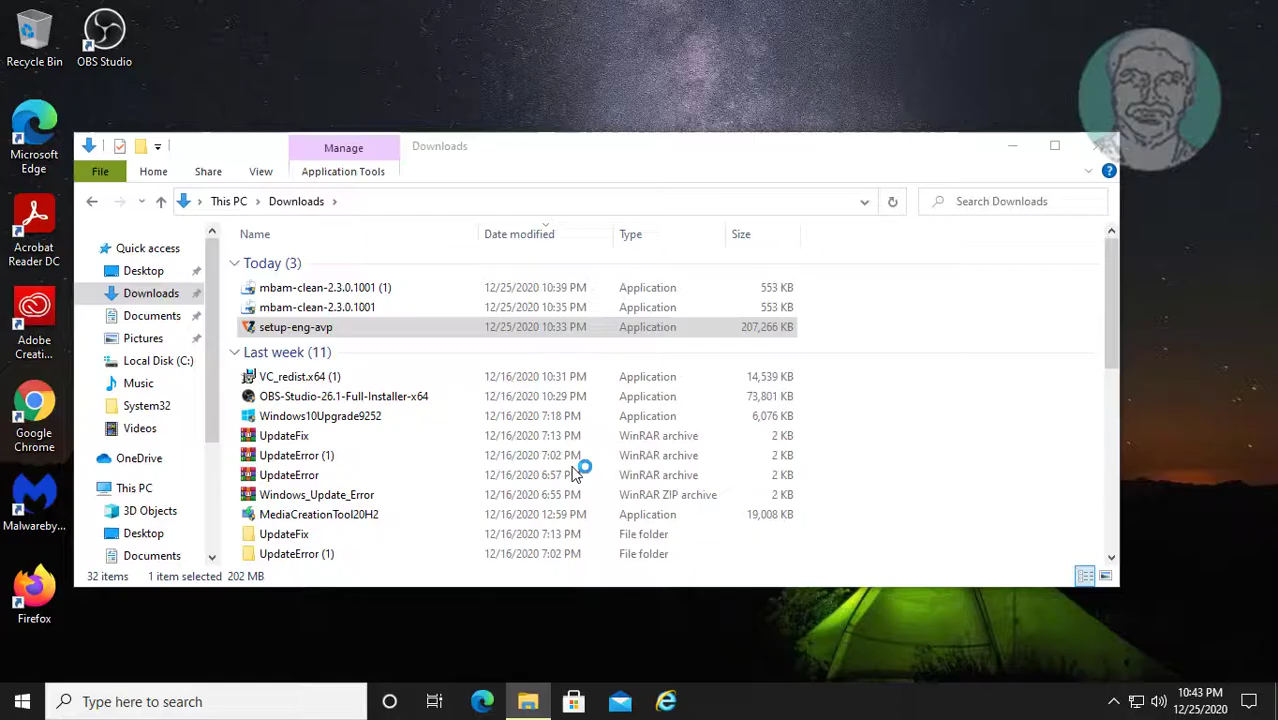 Recycle Bin
OBS Studio
Microsoft
Edge
Acrobat
Reader DC
Adobe
Creati...
Google
Chrome
Malwareby...
Firefox
Manage
Downloads
File
Home
Share
View
Application Tools
This PC
Downloads
Search Downloads
Quick access
Desktop
Downloads
Documents
Pictures
Local Disk (C:)
Music
System32
Videos
OneDrive
This PC
3D Objects
Desktop
Documents
Name Date modified Type Size
Today (3)
mbam-clean-2.3.0.1001 (1) 12/25/2020 10:39 PM Application 553 KB
mbam-clean-2.3.0.1001 12/25/2020 10:35 PM Application 553 KB
setup-eng-avp 12/25/2020 10:33 PM Application 207,266 KB
Last week (11)
VC_redist.x64 (1) 12/16/2020 10:31 PM Application 14,539 KB
OBS-Studio-26.1-Full-Installer-x64 12/16/2020 10:29 PM Application 73,801 KB
Windows10Upgrade9252 12/16/2020 7:18 PM Application 6,076 KB
UpdateFix 12/16/2020 7:13 PM WinRAR archive 2 KB
UpdateError (1) 12/16/2020 7:02 PM WinRAR archive 2 KB
UpdateError 12/16/2020 6:57 PM WinRAR archive 2 KB
Windows_Update_Error 12/16/2020 6:55 PM WinRAR ZIP archive 2 KB
MediaCreationTool20H2 12/16/2020 12:59 PM Application 19,008 KB
UpdateFix 12/16/2020 7:13 PM File folder
UpdateError (1) 12/16/2020 7:02 PM File folder
32 items 1 item selected 202 MB
Type here to search
10:43 PM
12/25/2020